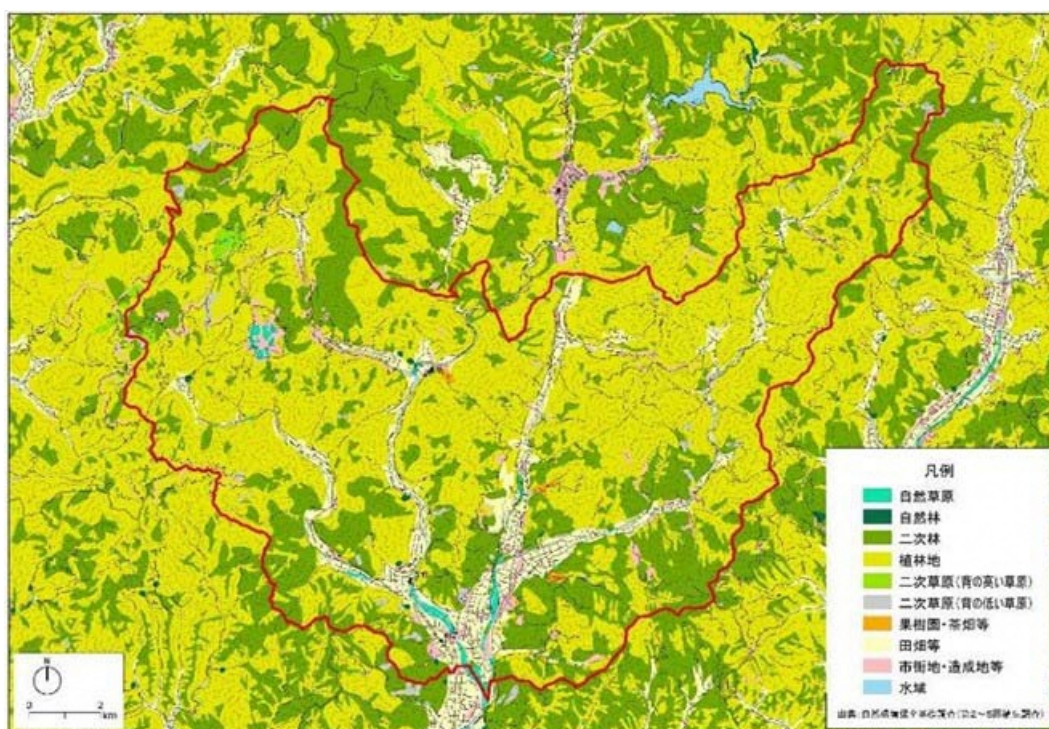 凡例
自然草原
自然林
二次林
植林地
二次草原(背の高い草原)
二次草原(背の低い草原)
果樹園・茶畑等
田畑等
市街地・造成地等
水域
N
0 2
km